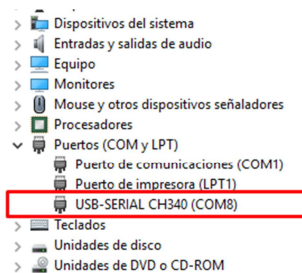 Dispositivos del sistema
Entradas y salidas de audio
Equipo
Monitores
Mouse y otros dispositivos señaladores
Procesadores
Puertos (COM y LPT)
Puerto de comunicaciones (COM1)
Puerto de impresora (LPT1)
USB-SERIAL CH340 (COM8)
Teclados
Unidades de disco
Unidades de DVD o CD-ROM